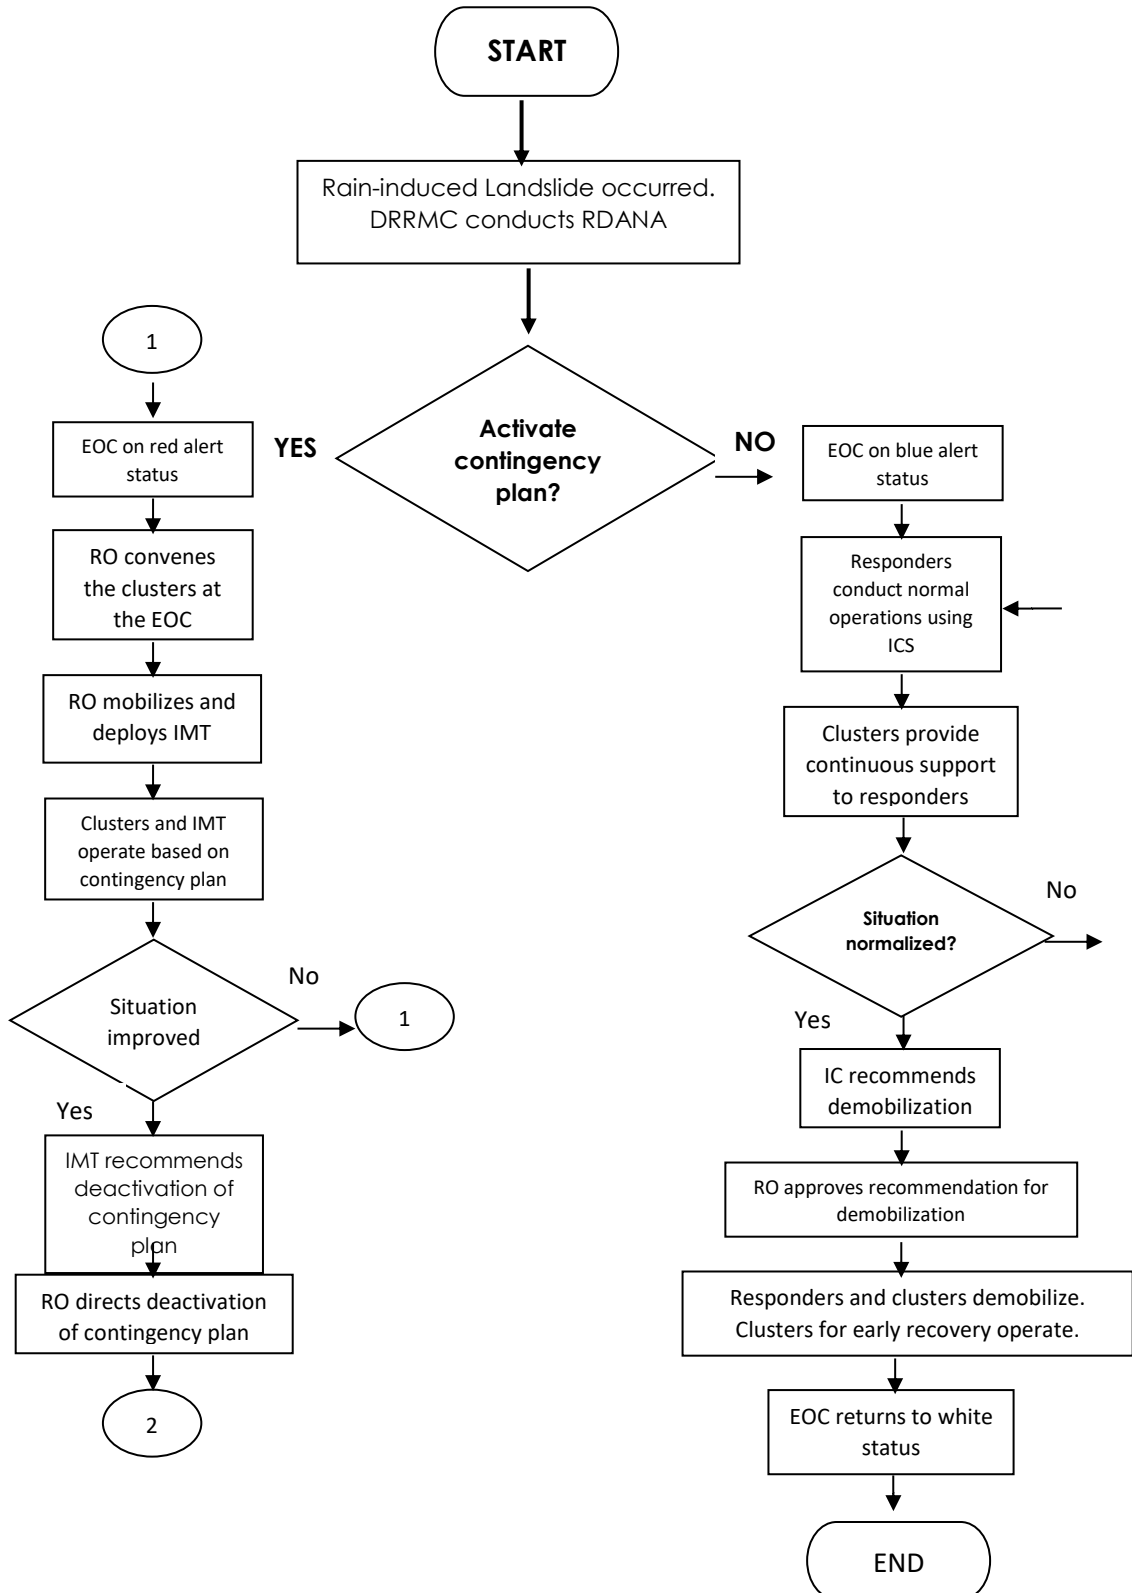 START
Rain-induced Landslide occurred.
DRRMC conducts RDANA
Activate
contingency
plan?
YES
NO
1
EOC on red alert
status
RO convenes
the clusters at
the EOC
RO mobilizes and
deploys IMT
Clusters and IMT
operate based on
contingency plan
Situation
improved
No
1
Yes
IMT recommends
deactivation of
contingency
plan
RO directs deactivation
of contingency plan
2
EOC on blue alert
status
Responders
conduct normal
operations using
ICS
Clusters provide
continuous support
to responders
Situation
normalized?
No
Yes
IC recommends
demobilization
RO approves recommendation for
demobilization
Responders and clusters demobilize.
Clusters for early recovery operate.
EOC returns to white
status
END